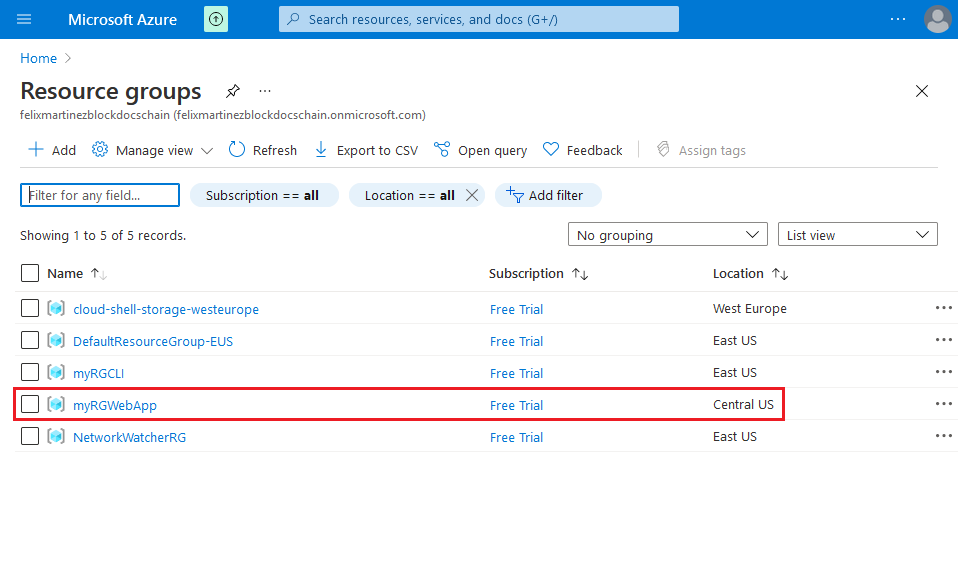 Microsoft Azure
Search resources, services, and docs (G+/)
Home
Resource groups
felixmartinezblockdocschain (felixmartinezblockdocschain.onmicrosoft.com)
Add Manage view Refresh Export to CSV Open query Feedback Assign tags
Filter for any field... Subscription == all Location == all Add filter
Showing 1 to 5 of 5 records. No grouping List view
Name Subscription Location
cloud-shell-storage-westeurope Free Trial West Europe
DefaultResourceGroup-EUS Free Trial East US
myRGCLI Free Trial East US
myRGWebApp Free Trial Central US
NetworkWatcherRG Free Trial East US